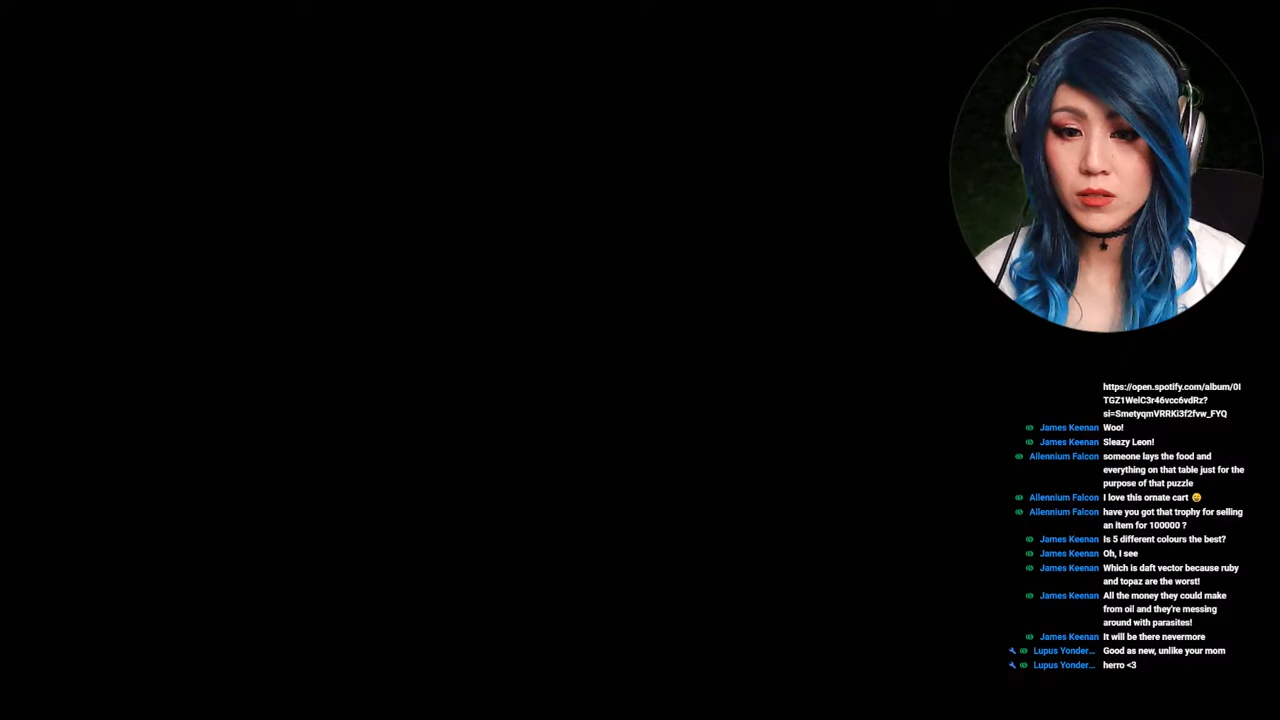 https://open.spotify.com/album/0I
TGZ1WelC3r46vcc6vdRz?
si=SmetyqmVRRKi3f2fvw_FYQ
James Keenan Woo!
James Keenan Sleazy Leon!
Allennium Falcon someone lays the food and
everything on that table just for the
purpose of that puzzle
Allennium Falcon I love this ornate cart 😄
Allennium Falcon have you got that trophy for selling
an item for 100000 ?
James Keenan Is 5 different colours the best?
James Keenan Oh, I see
James Keenan Which is daft vector because ruby
and topaz are the worst!
James Keenan All the money they could make
from oil and they're messing
around with parasites!
James Keenan It will be there nevermore
Lupus Yonder... Good as new, unlike your mom
Lupus Yonder... herro <3